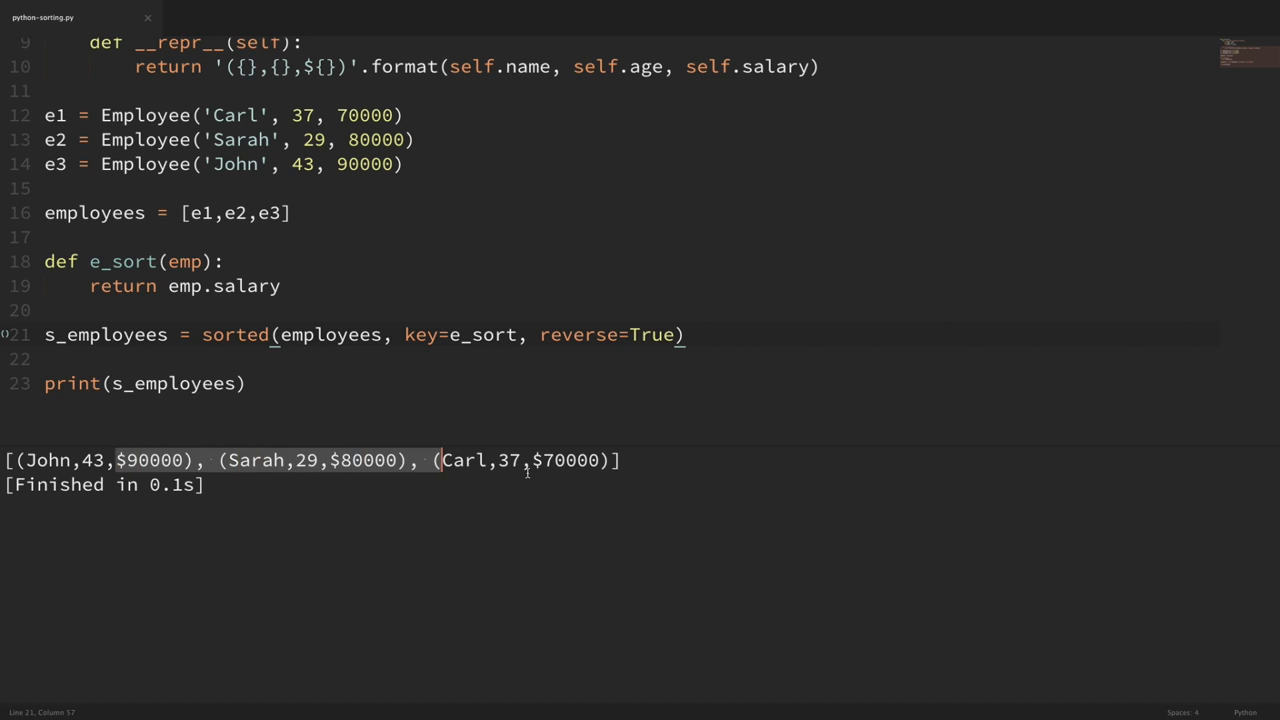 python-sorting.py ×
9     def __repr__(self):
10         return '({},{},${})'.format(self.name, self.age, self.salary)
11
12 e1 = Employee('Carl', 37, 70000)
13 e2 = Employee('Sarah', 29, 80000)
14 e3 = Employee('John', 43, 90000)
15
16 employees = [e1,e2,e3]
17
18 def e_sort(emp):
19     return emp.salary
20
21 s_employees = sorted(employees, key=e_sort, reverse=True)
22
23 print(s_employees)
[(John,43,$90000), (Sarah,29,$80000), (Carl,37,$70000)]
[Finished in 0.1s]
Line 21, Column 57 Spaces: 4 Python